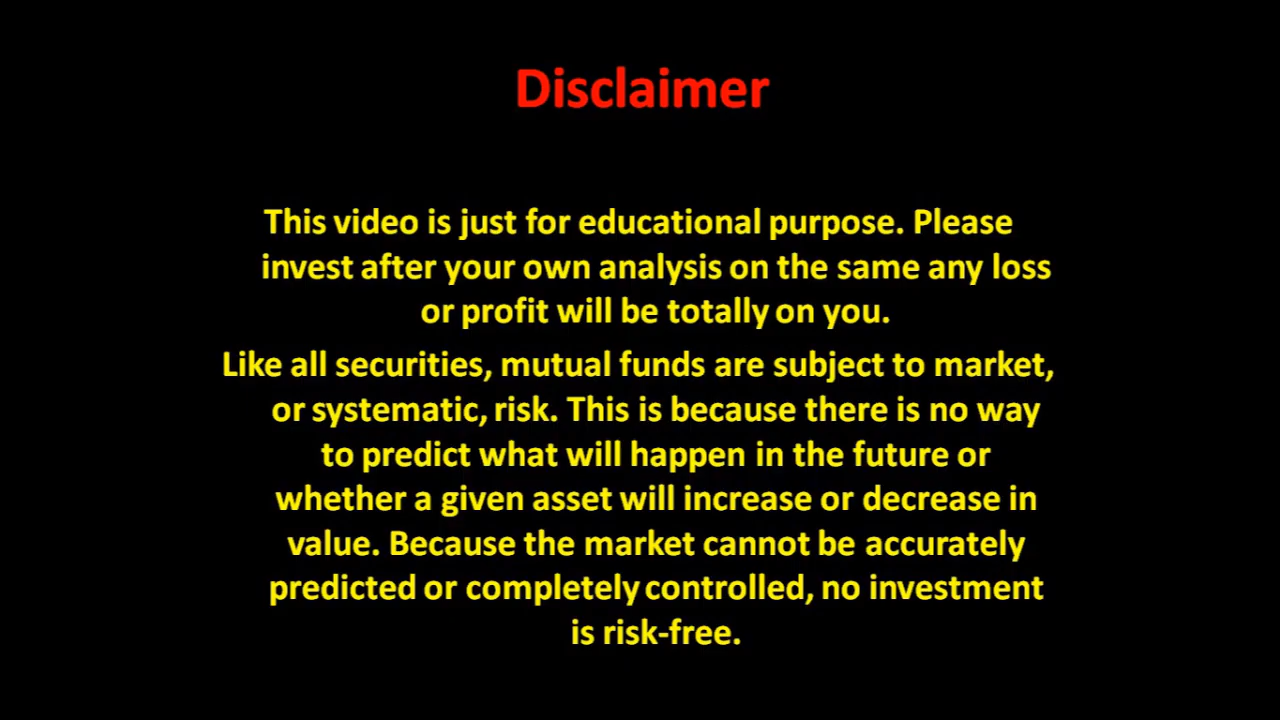 Disclaimer
This video is just for educational purpose. Please
invest after your own analysis on the same any loss
or profit will be totally on you.
Like all securities, mutual funds are subject to market,
or systematic, risk. This is because there is no way
to predict what will happen in the future or
whether a given asset will increase or decrease in
value. Because the market cannot be accurately
predicted or completely controlled, no investment
is risk-free.